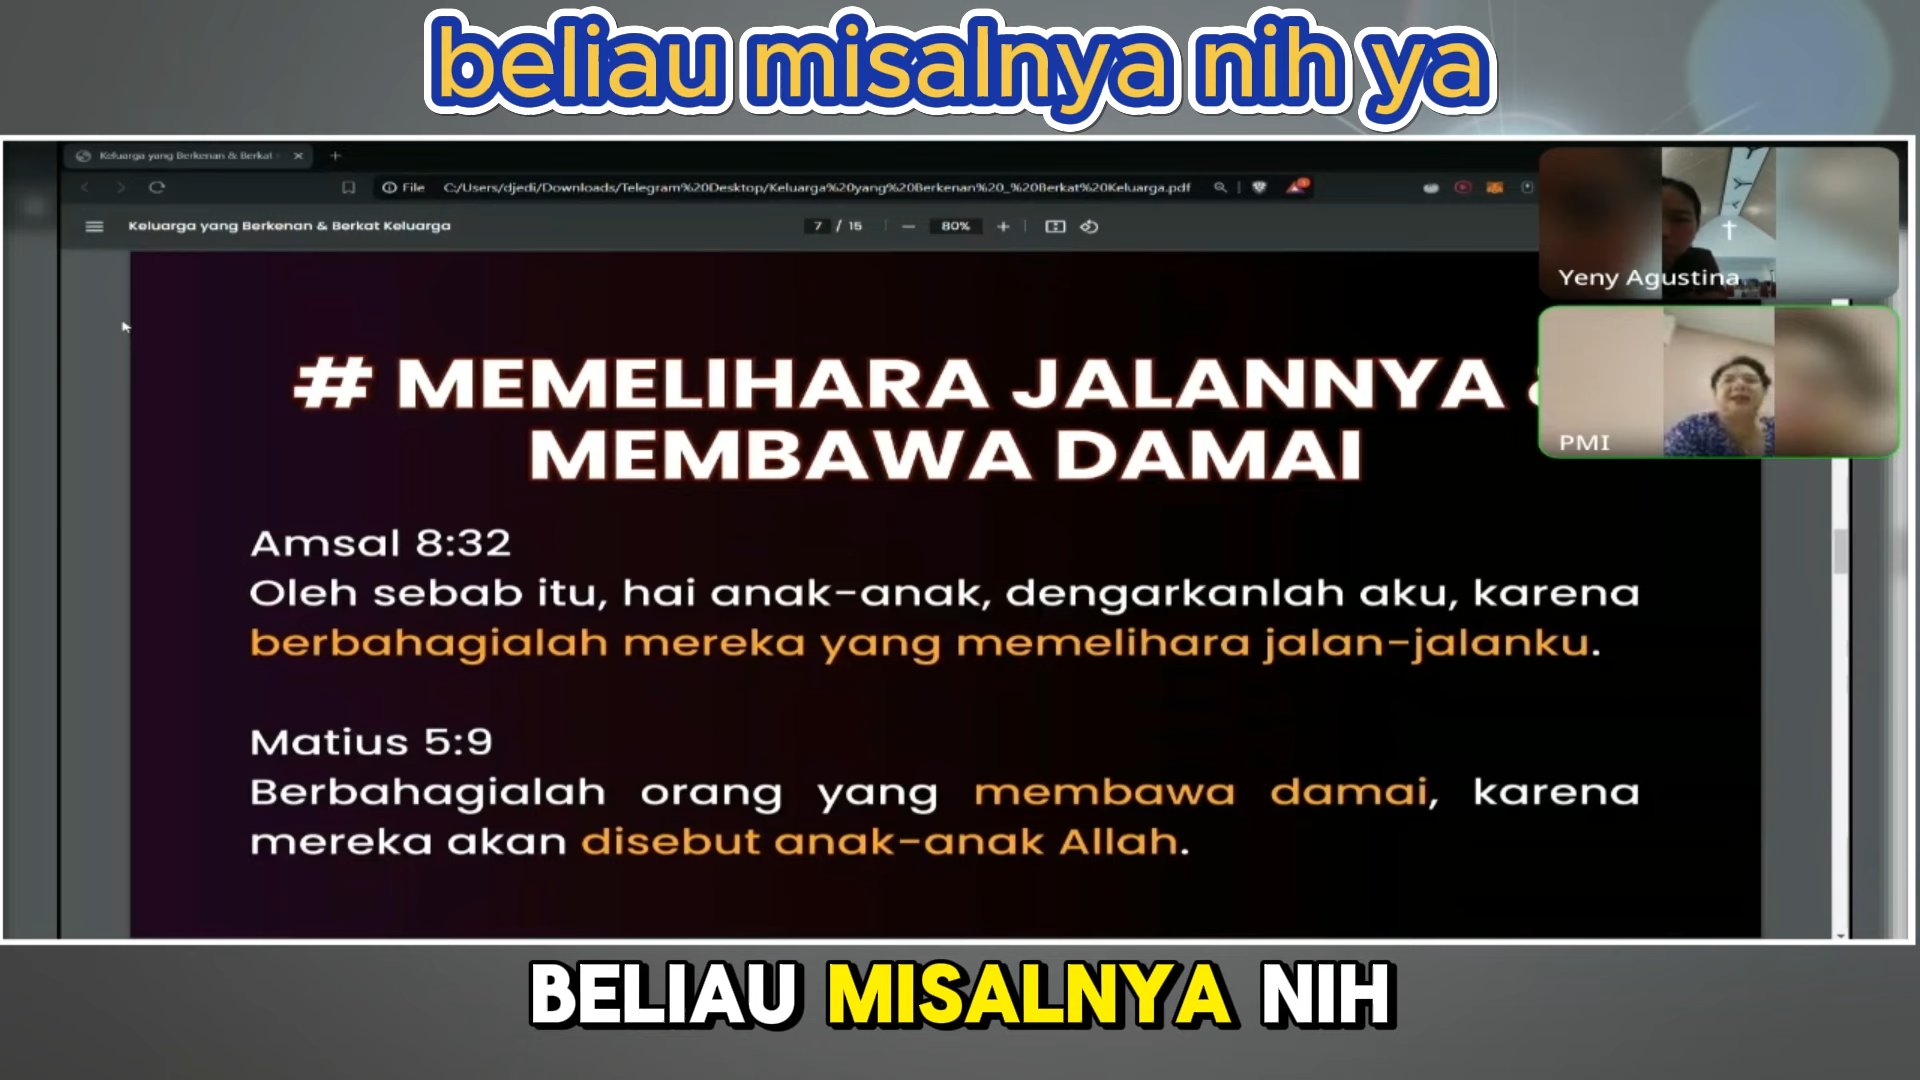 beliau misalnya nih ya
Keluarga yang Berkenan & Berkat
File C:/Users/djedi/Downloads/Telegram%20Desktop/Keluarga%20yang%20Berkenan%20_%20Berkat%20Keluarga.pdf
Keluarga yang Berkenan & Berkat Keluarga
7 / 15
80%
Yeny Agustina
# MEMELIHARA JALANNYA
MEMBAWA DAMAI
PMI
Amsal 8:32
Oleh sebab itu, hai anak-anak, dengarkanlah aku, karena
berbahagialah mereka yang memelihara jalan-jalanku.
Matius 5:9
Berbahagialah orang yang membawa damai, karena
mereka akan disebut anak-anak Allah.
BELIAU MISALNYA NIH